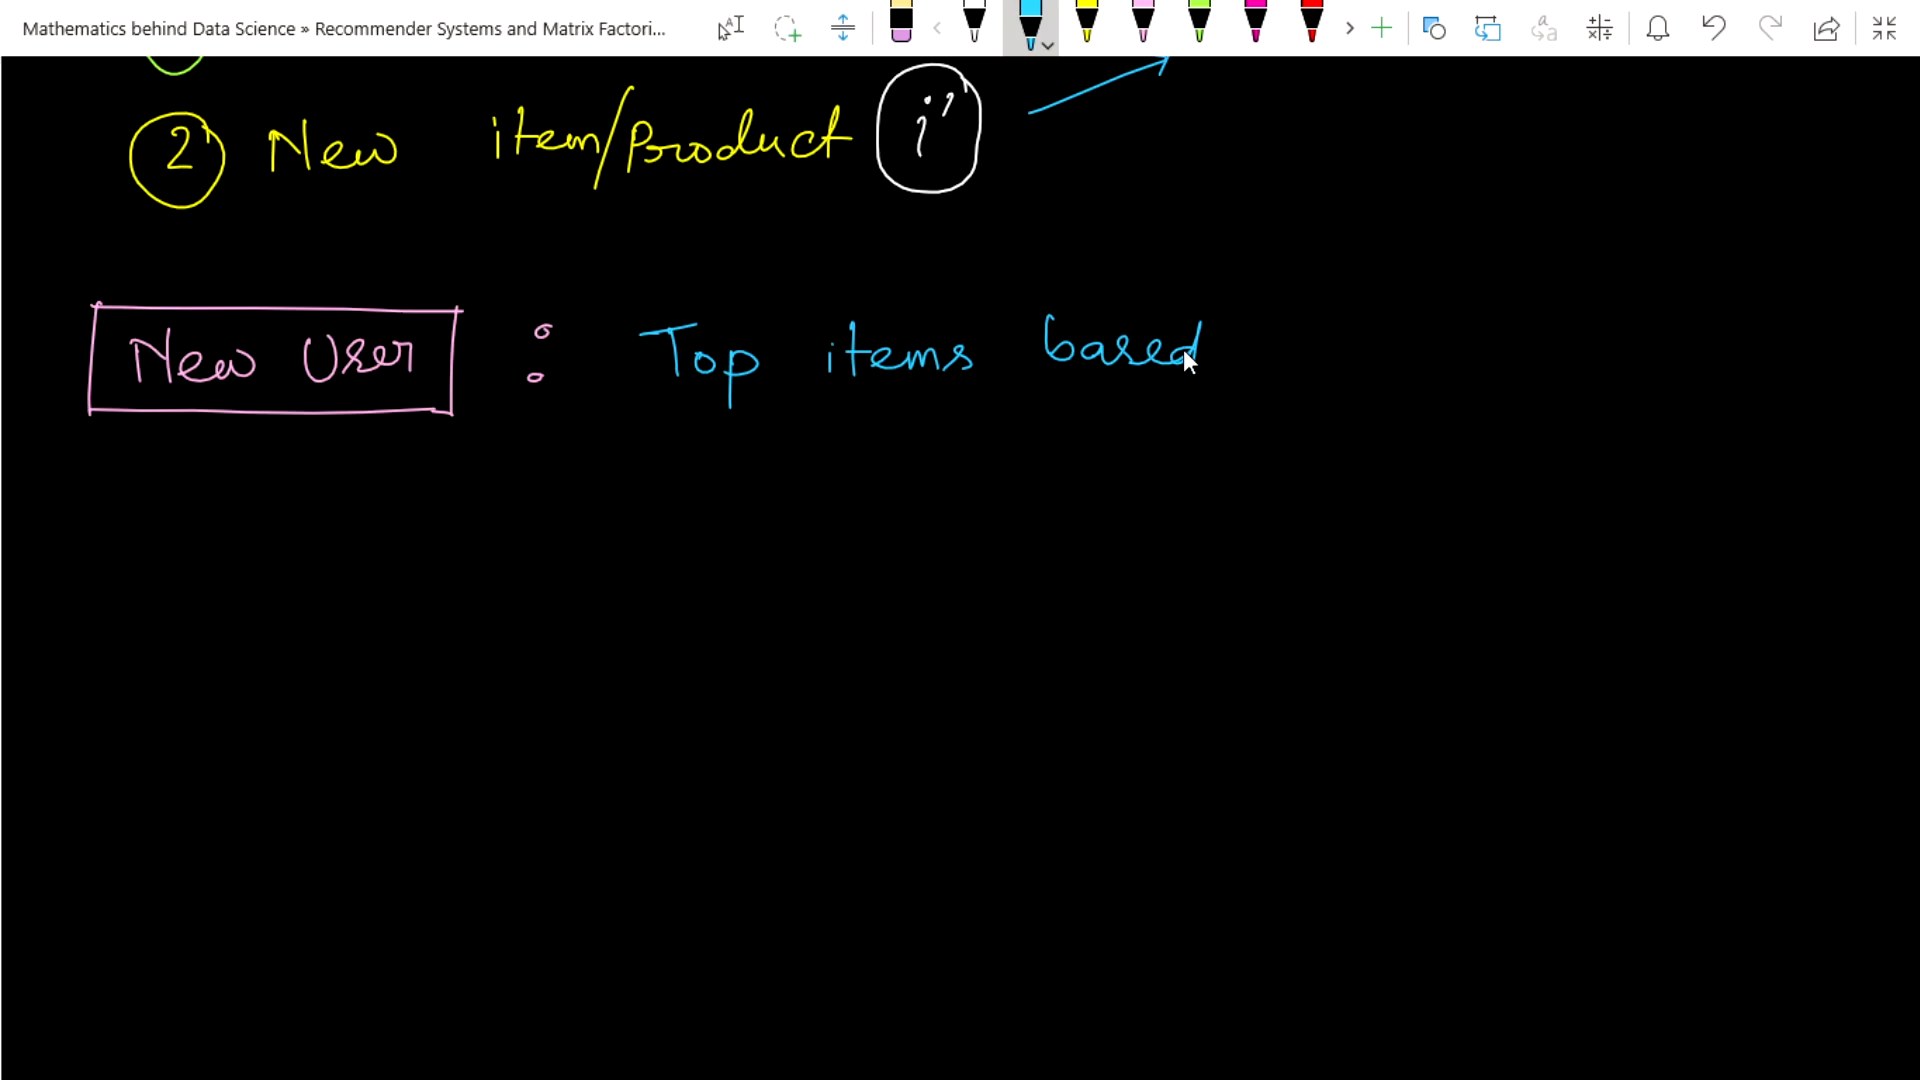 Mathematics behind Data Science » Recommender Systems and Matrix Factori...
2 New item/Product i'
New User : Top items based